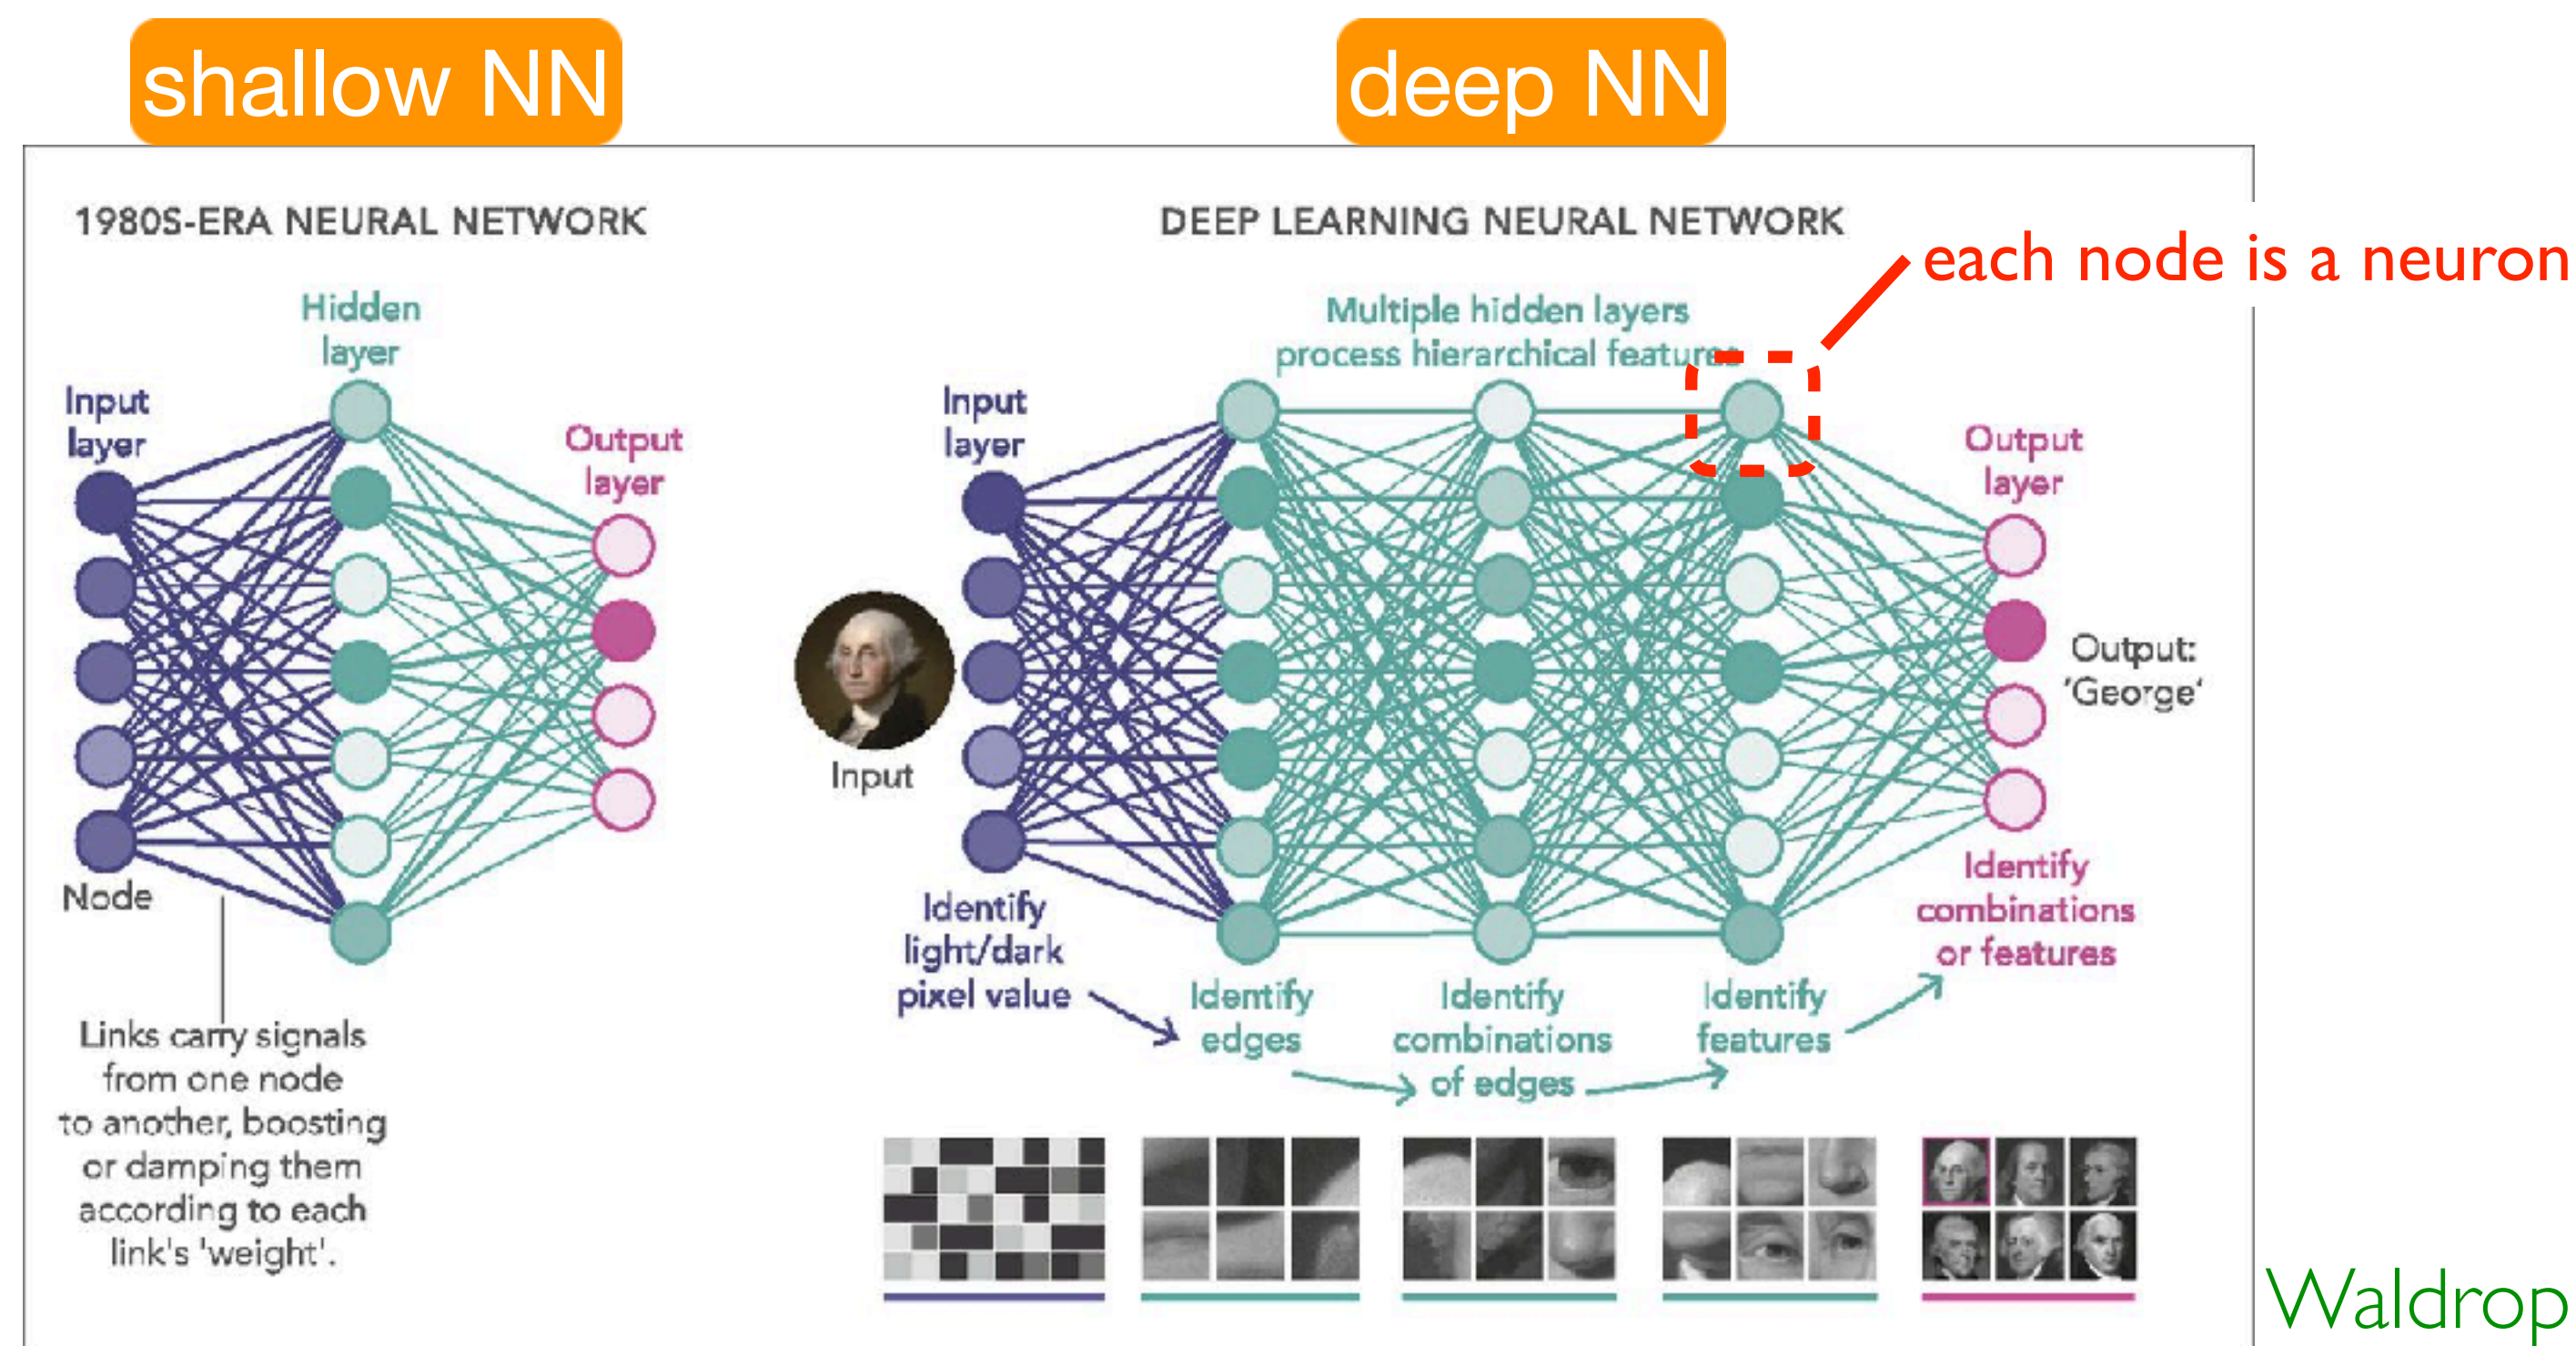 shallow NN
deep NN
1980S-ERA NEURAL NETWORK
Hidden
layer
Input
layer
Output
layer
Node
Links carry signals
from one node
to another, boosting
or damping them
according to each
link's 'weight'.
DEEP LEARNING NEURAL NETWORK
each node is a neuron
Multiple hidden layers
process hierarchical features
Input
layer
Output
layer
Input
Output:
'George'
Identify
light/dark
pixel value
Identify
edges
Identify
combinations
of edges
Identify
features
Identify
combinations
or features
Waldrop